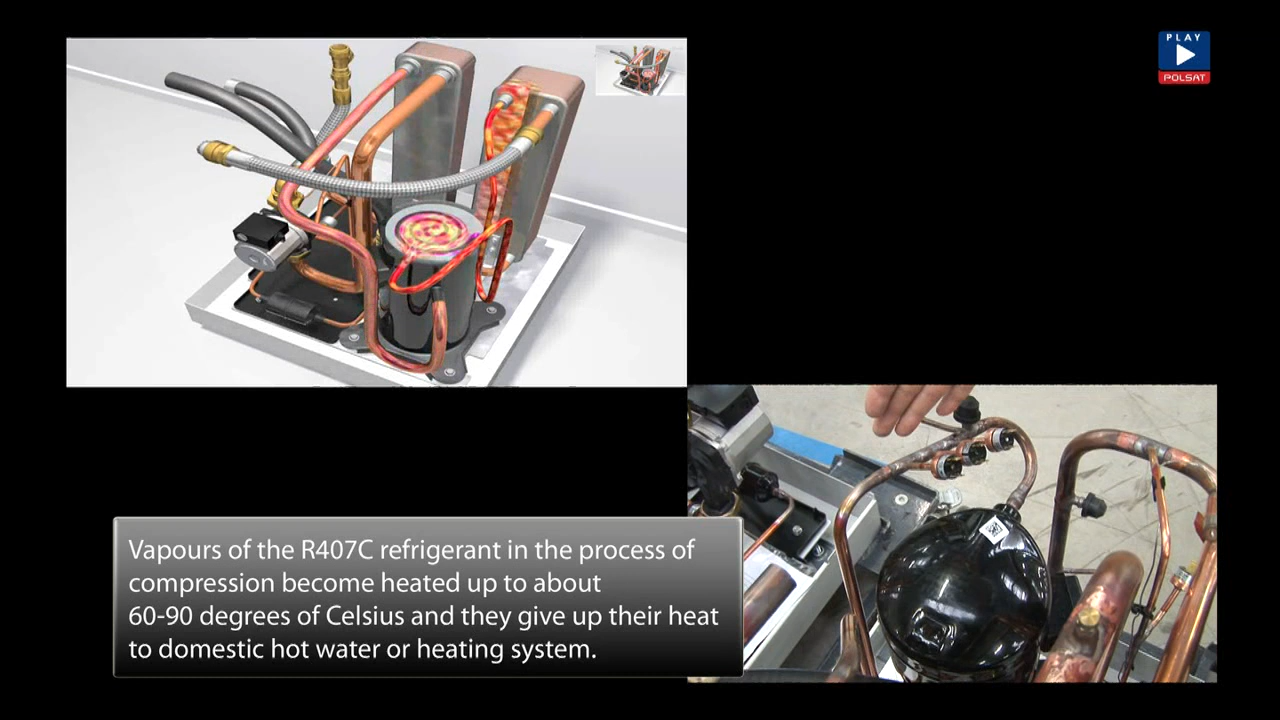 PLAY
POLSAT
Vapours of the R407C refrigerant in the process of
compression become heated up to about
60-90 degrees of Celsius and they give up their heat
to domestic hot water or heating system.